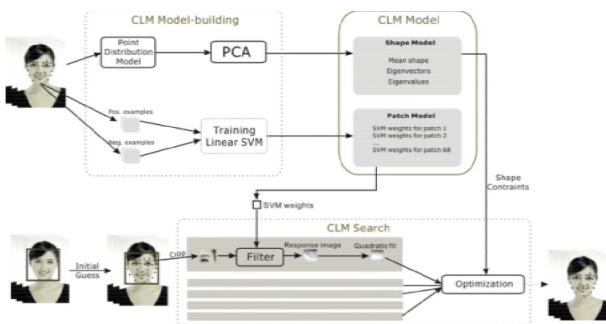 CLM Model-building
CLM Model
Point
Distribution
Model
PCA
Shape Model
Mean shape
Eigenvectors
Eigenvalues
Pos. examples
Neg. examples
Training
Linear SVM
Patch Model
SVM weights for patch 1
SVM weights for patch 2
....
SVM weights for patch 68
Shape
Contraints
SVM weights
CLM Search
Initial
Guess
Crop
Filter
Response image
Quadratic fit
Optimization